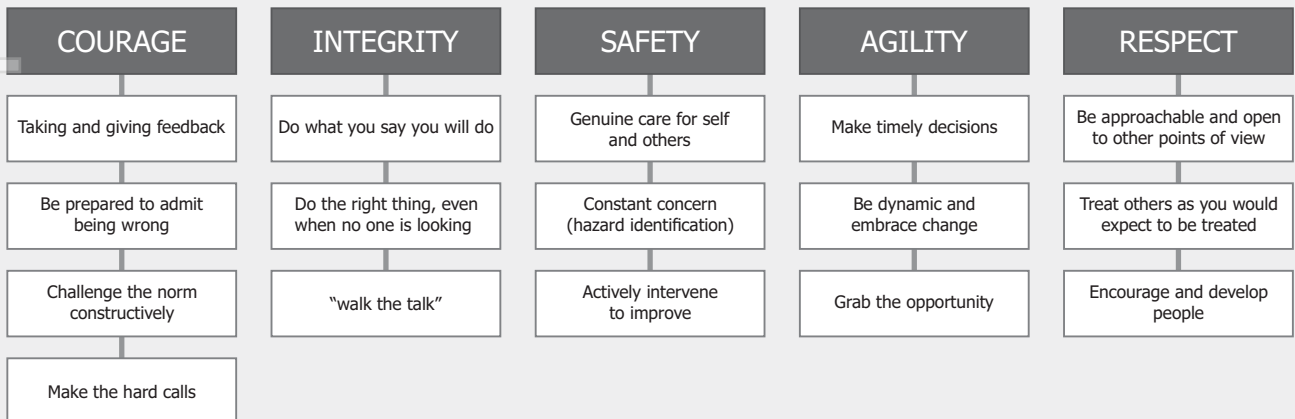 COURAGE
Taking and giving feedback
Be prepared to admit
being wrong
Challenge the norm
constructively
Make the hard calls
INTEGRITY
Do what you say you will do
Do the right thing, even
when no one is looking
“walk the talk”
SAFETY
Genuine care for self
and others
Constant concern
(hazard identification)
Actively intervene
to improve
AGILITY
Make timely decisions
Be dynamic and
embrace change
Grab the opportunity
RESPECT
Be approachable and open
to other points of view
Treat others as you would
expect to be treated
Encourage and develop
people